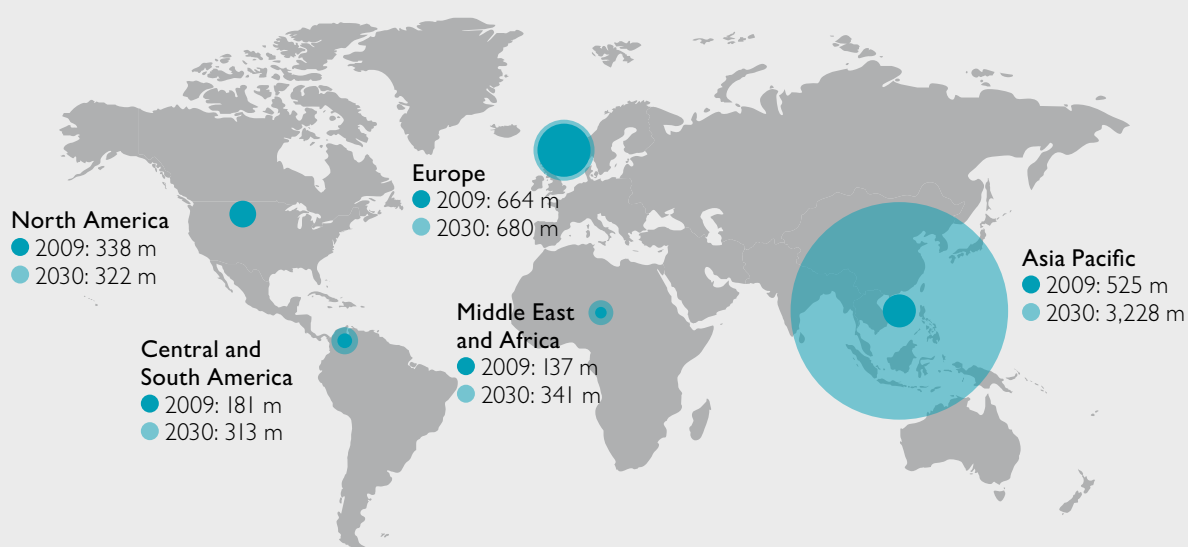 North America
2009: 338 m
2030: 322 m
Central and
South America
2009: 181 m
2030: 313 m
Europe
2009: 664 m
2030: 680 m
Middle East
and Africa
2009: 137 m
2030: 341 m
Asia Pacific
2009: 525 m
2030: 3,228 m